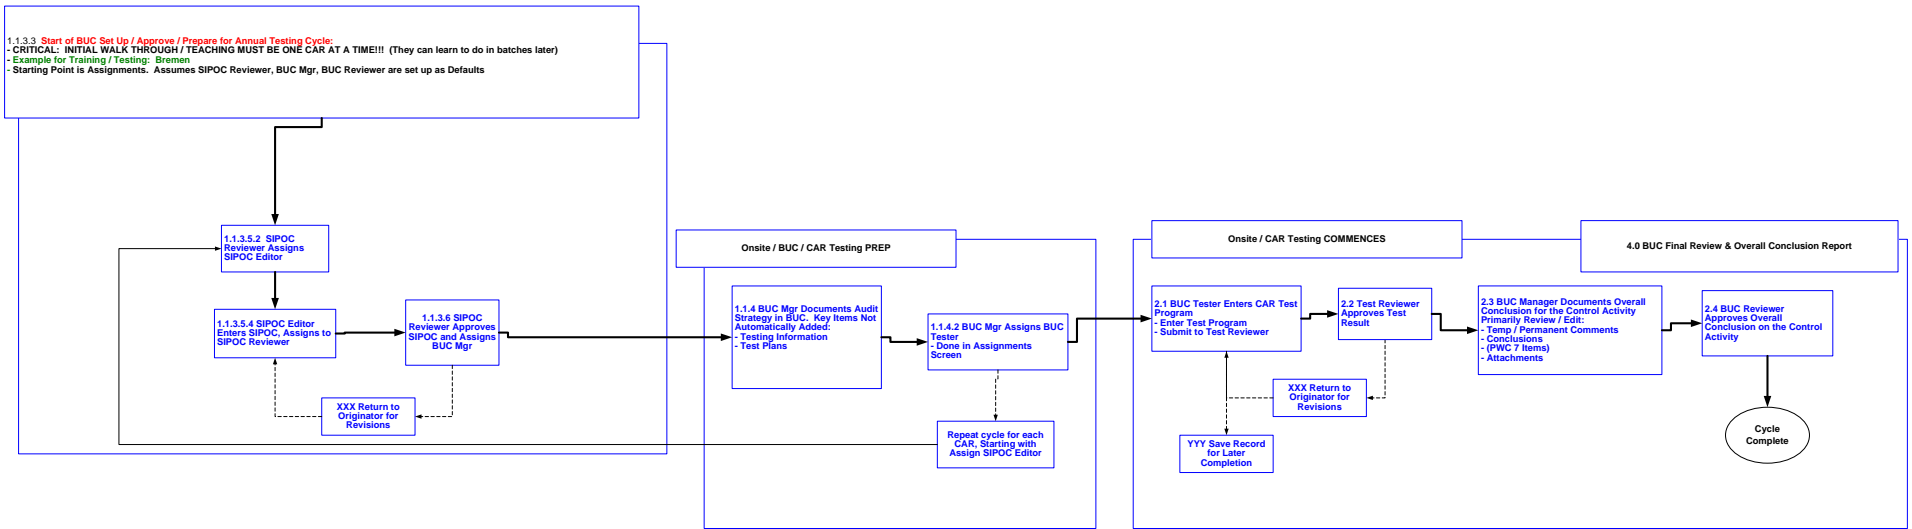 1.1.3.3  Start of BUC Set Up / Approve / Prepare for Annual Testing Cycle:
- CRITICAL:  INITIAL WALK THROUGH / TEACHING MUST BE ONE CAR AT A TIME!!!  (They can learn to do in batches later)
- Example for Training / Testing:  Bremen
- Starting Point is Assignments.  Assumes SIPOC Reviewer, BUC Mgr, BUC Reviewer are set up as Defaults
1.1.3.5.2  SIPOC
Reviewer Assigns
SIPOC Editor
1.1.3.5.4 SIPOC Editor
Enters SIPOC, Assigns to
SIPOC Reviewer
1.1.3.6 SIPOC
Reviewer Approves
SIPOC and Assigns
BUC Mgr
XXX Return to
Originator for
Revisions
Onsite / BUC / CAR Testing PREP
1.1.4 BUC Mgr Documents Audit
Strategy in BUC.  Key Items Not
Automatically Added:
- Testing Information
- Test Plans
1.1.4.2 BUC Mgr Assigns BUC
Tester
- Done in Assignments
Screen
Repeat cycle for each
CAR, Starting with
Assign SIPOC Editor
Onsite / CAR Testing COMMENCES
4.0 BUC Final Review & Overall Conclusion Report
2.1 BUC Tester Enters CAR Test
Program
- Enter Test Program
- Submit to Test Reviewer
2.2 Test Reviewer
Approves Test
Result
2.3 BUC Manager Documents Overall
Conclusion for the Control Activity
Primarily Review / Edit:
- Temp / Permanent Comments
- Conclusions
- (PWC 7 Items)
- Attachments
2.4 BUC Reviewer
Approves Overall
Conclusion on the Control
Activity
XXX Return to
Originator for
Revisions
YYY Save Record
for Later
Completion
Cycle
Complete